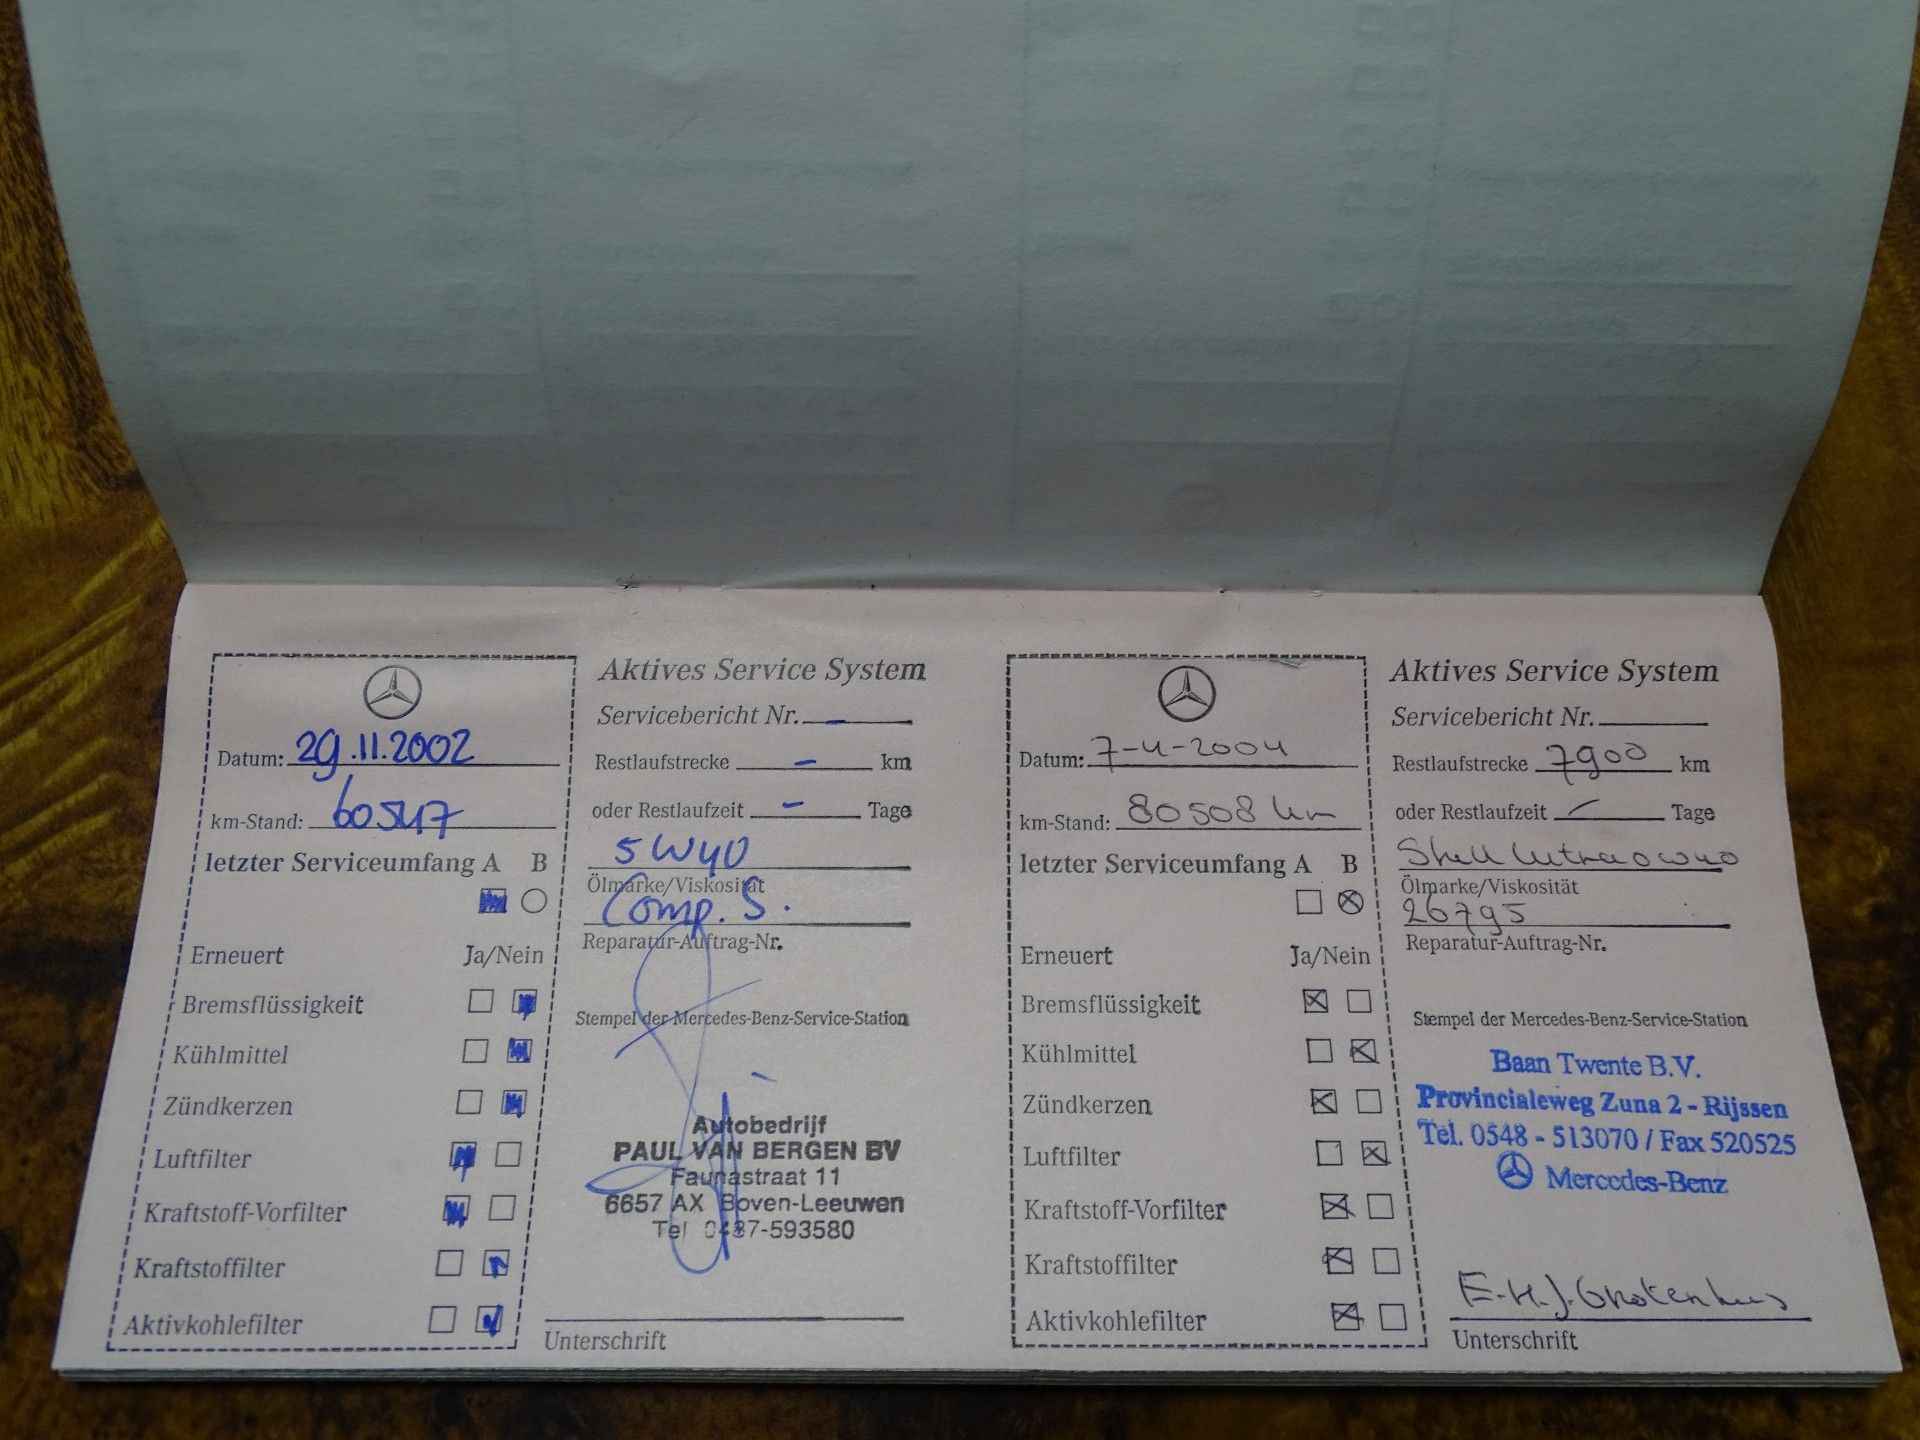 Datum: 29.11.2002
km-Stand: 60547
letzter Serviceumfang A B
Erneuert Ja/Nein
Bremsflüssigkeit
Kühlmittel
Zündkerzen
Luftfilter
Kraftstoff-Vorfilter
Kraftstoffilter
Aktivkohlefilter
Aktives Service System
Servicebericht Nr. -
Restlaufstrecke - km
oder Restlaufzeit - Tage
5W40
Ölmarke/Viskosität
Comp. S.
Reparatur-Auftrag-Nr.
Stempel der Mercedes-Benz-Service-Station
Autobedrijf
PAUL VAN BERGEN BV
Faunastraat 11
6657 AX Boven-Leeuwen
Tel 0487-593580
Unterschrift
Datum: 7-4-2004
km-Stand: 80508 km
letzter Serviceumfang A B
Erneuert Ja/Nein
Bremsflüssigkeit
Kühlmittel
Zündkerzen
Luftfilter
Kraftstoff-Vorfilter
Kraftstoffilter
Aktivkohlefilter
Aktives Service System
Servicebericht Nr.
Restlaufstrecke 7900 km
oder Restlaufzeit - Tage
Shell 0W40
Ölmarke/Viskosität
26795
Reparatur-Auftrag-Nr.
Stempel der Mercedes-Benz-Service-Station
Baan Twente B.V.
Provincialeweg Zuna 2 - Rijssen
Tel. 0548 - 513070 / Fax 520525
Mercedes-Benz
E.H.J. Grotenhuis
Unterschrift